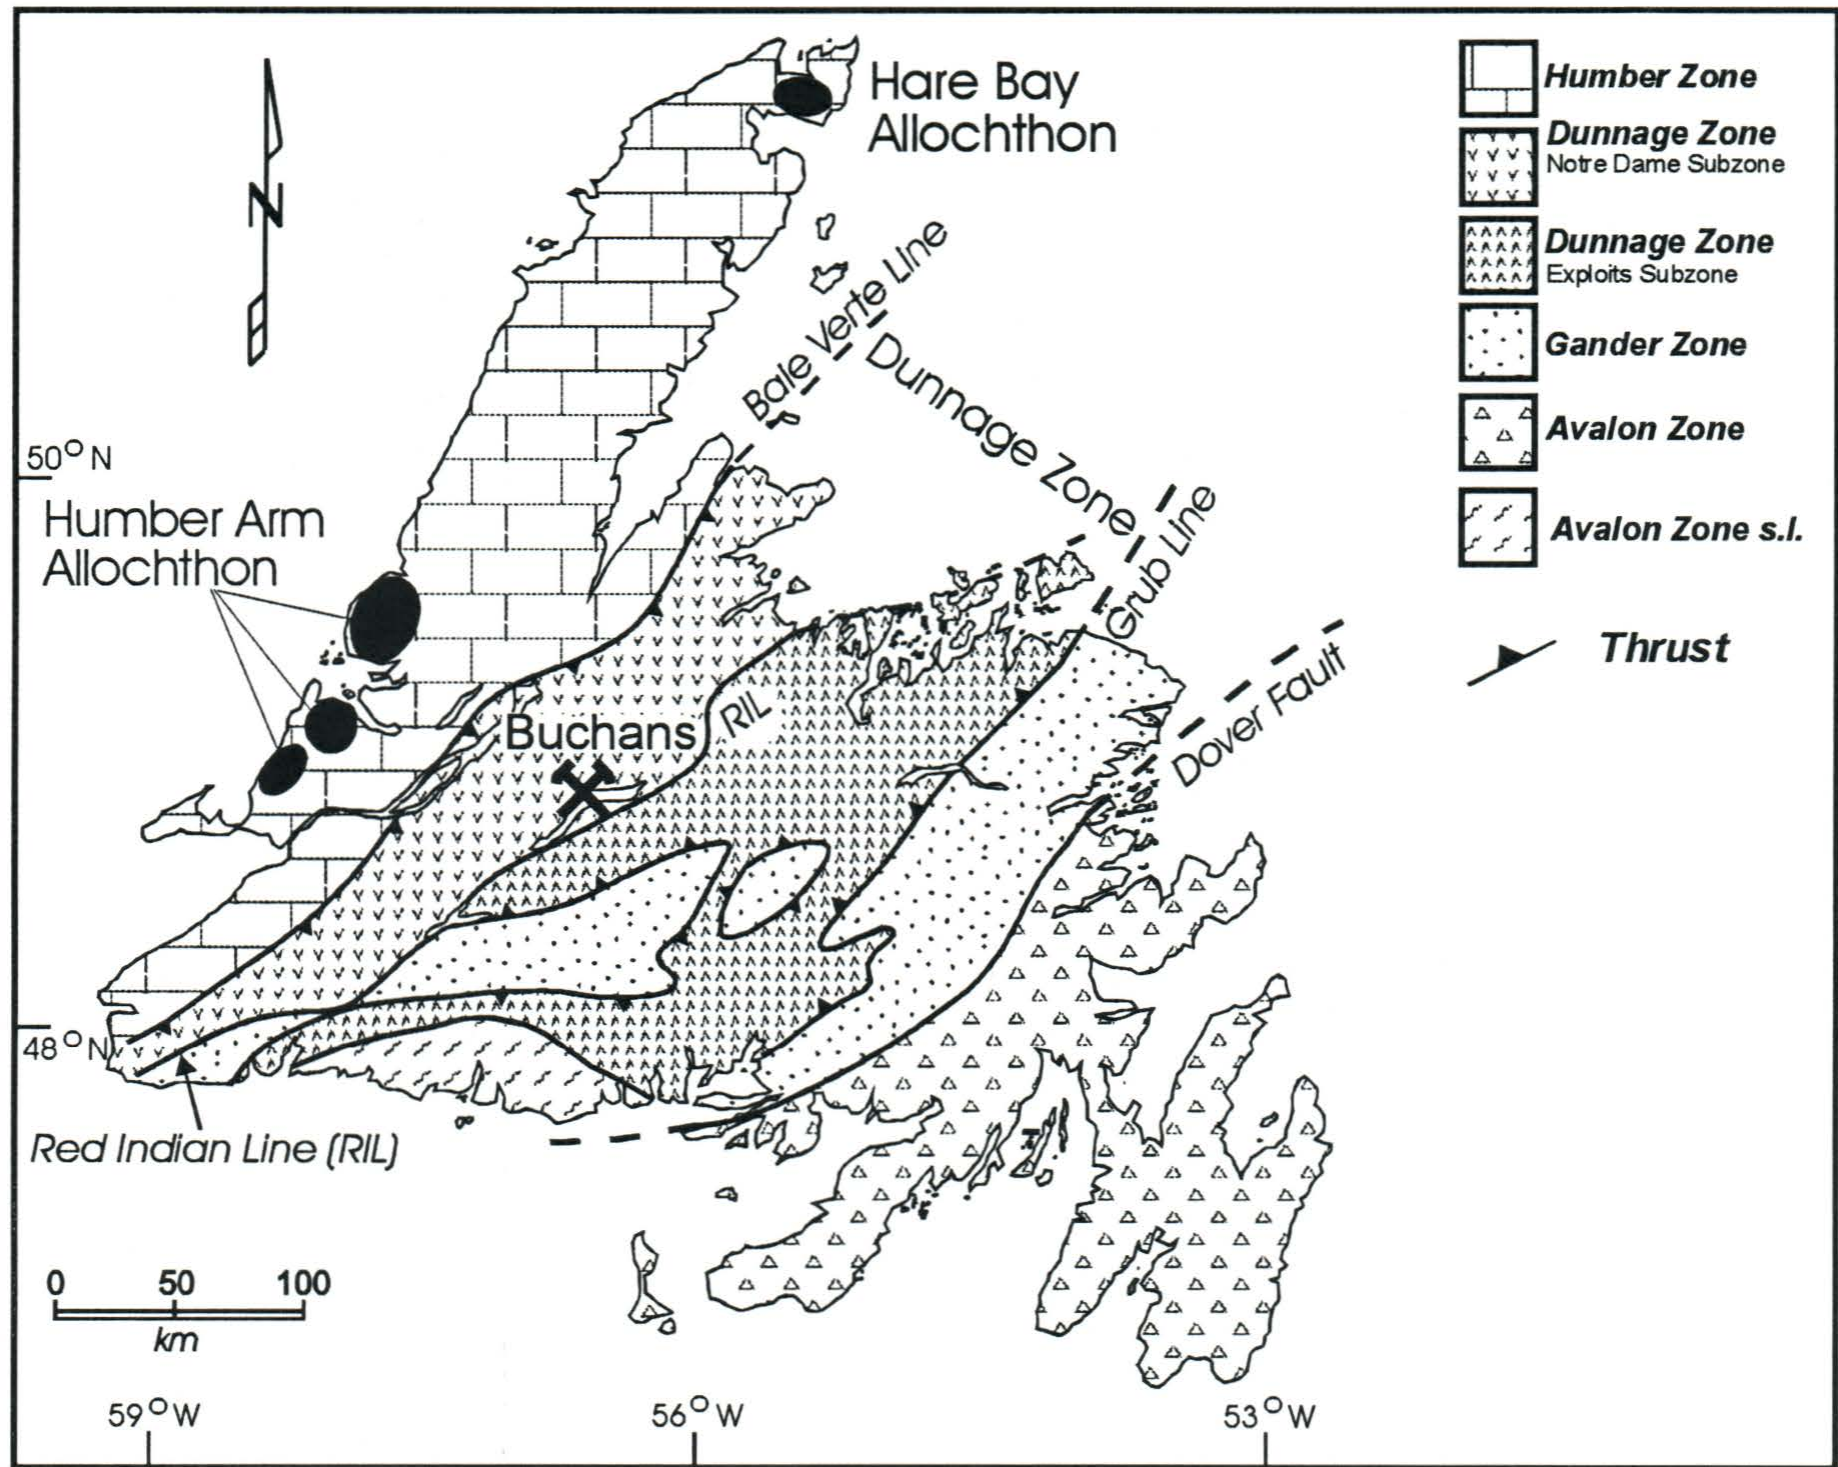 Hare Bay
Allochthon
Humber Zone
Dunnage Zone
Notre Dame Subzone
Dunnage Zone
Exploits Subzone
Gander Zone
Avalon Zone
Avalon Zone s.l.
Thrust
N
Baie Verte Line
Dunnage Zone
Grub Line
Dover Fault
50°N
Humber Arm
Allochthon
Buchans
RIL
48°N
Red Indian Line (RIL)
0 50 100
km
59°W 56°W 53°W